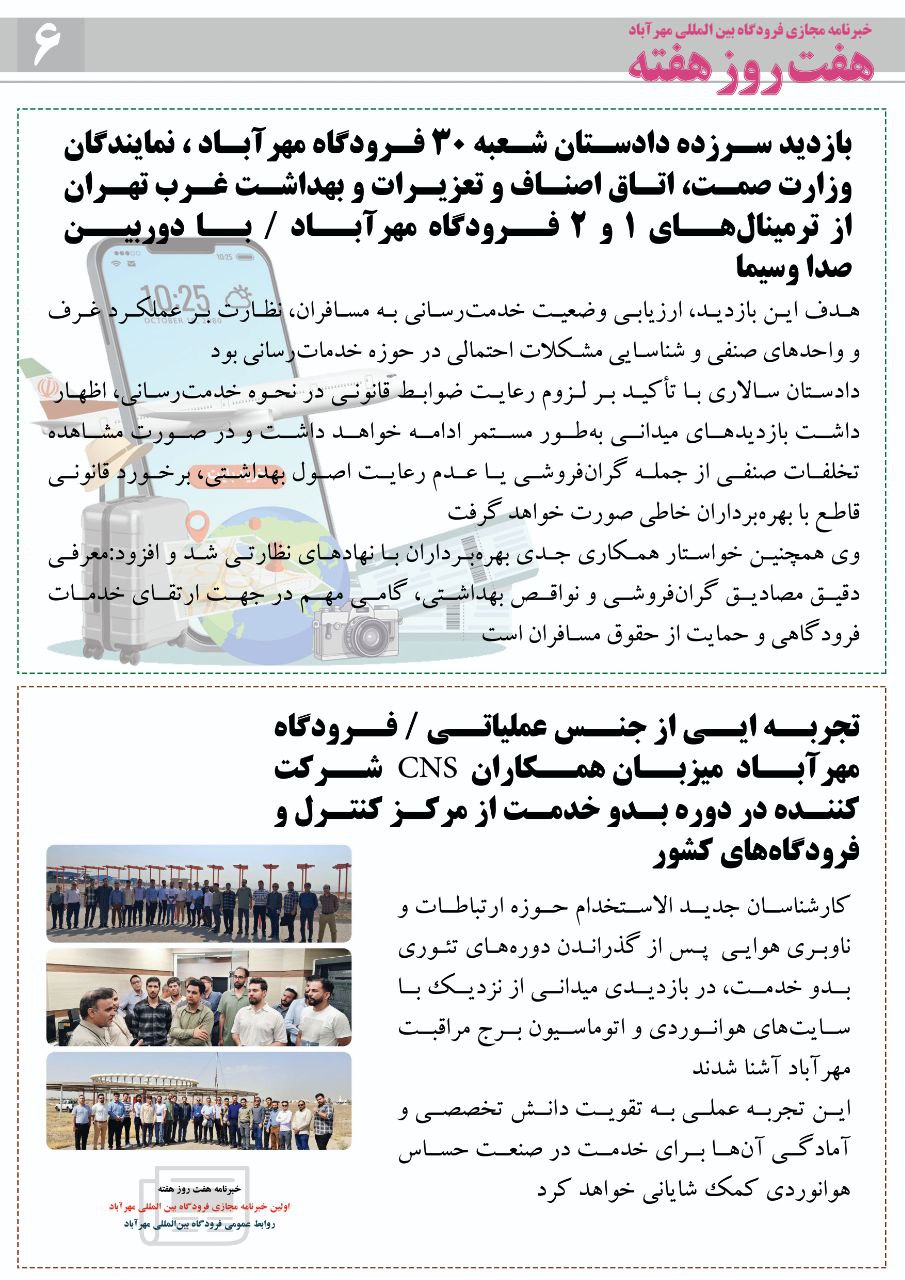 خبرنامه مجازی فرودگاه بین المللی مهرآباد
هفت روز هفته
۶
بازدید سرزده دادستان شعبه ۳۰ فرودگاه مهرآباد ، نمایندگان
وزارت صمت، اتاق اصناف و تعزیرات و بهداشت غرب تهران
از ترمینال‌های ۱ و ۲ فرودگاه مهرآباد / با دوربین
صدا وسیما
10:25
10:25
هدف این بازدید، ارزیابی وضعیت خدمت‌رسانی به مسافران، نظارت بر عملکرد غرف
و واحدهای صنفی و شناسایی مشکلات احتمالی در حوزه خدمات‌رسانی بود
دادستان سالاری با تأکید بر لزوم رعایت ضوابط قانونی در نحوه خدمت‌رسانی، اظهار
داشت بازدیدهای میدانی به‌طور مستمر ادامه خواهد داشت و در صورت مشاهده
تخلفات صنفی از جمله گران‌فروشی یا عدم رعایت اصول بهداشتی، برخورد قانونی
قاطع با بهره‌برداران خاطی صورت خواهد گرفت
وی همچنین خواستار همکاری جدی بهره‌برداران با نهادهای نظارتی شد و افزود:معرفی
دقیق مصادیق گران‌فروشی و نواقص بهداشتی، گامی مهم در جهت ارتقای خدمات
فرودگاهی و حمایت از حقوق مسافران است
تجربه ایی از جنس عملیاتی / فرودگاه
مهرآباد میزبان همکاران CNS شرکت
کننده در دوره بدو خدمت از مرکز کنترل و
فرودگاه‌های کشور
کارشناسان جدید الاستخدام حوزه ارتباطات و
ناوبری هوایی پس از گذراندن دوره‌های تئوری
بدو خدمت، در بازدیدی میدانی از نزدیک با
سایت‌های هوانوردی و اتوماسیون برج مراقبت
مهرآباد آشنا شدند
این تجربه عملی به تقویت دانش تخصصی و
آمادگی آن‌ها برای خدمت در صنعت حساس
هوانوردی کمک شایانی خواهد کرد
خبرنامه هفت روز هفته
اولین خبرنامه مجازی فرودگاه بین المللی مهرآباد
روابط عمومی فرودگاه بین‌المللی مهرآباد